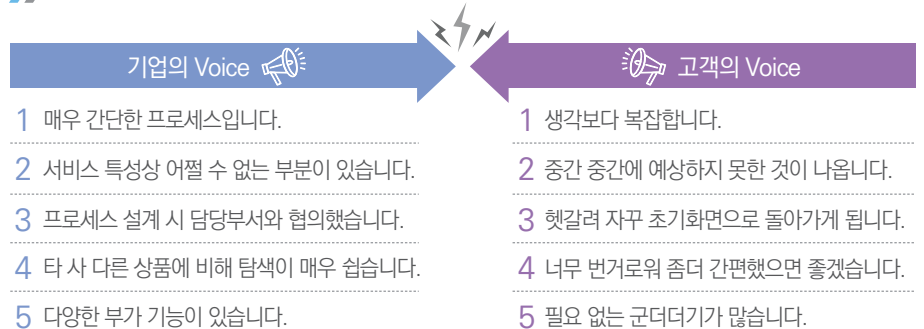 기업의 Voice
1 매우 간단한 프로세스입니다.
2 서비스 특성상 어쩔 수 없는 부분이 있습니다.
3 프로세스 설계 시 담당부서와 협의했습니다.
4 타 사 다른 상품에 비해 탐색이 매우 쉽습니다.
5 다양한 부가 기능이 있습니다.
고객의 Voice
1 생각보다 복잡합니다.
2 중간 중간에 예상하지 못한 것이 나옵니다.
3 헷갈려 자꾸 초기화면으로 돌아가게 됩니다.
4 너무 번거로워 좀더 간편했으면 좋겠습니다.
5 필요 없는 군더더기가 많습니다.